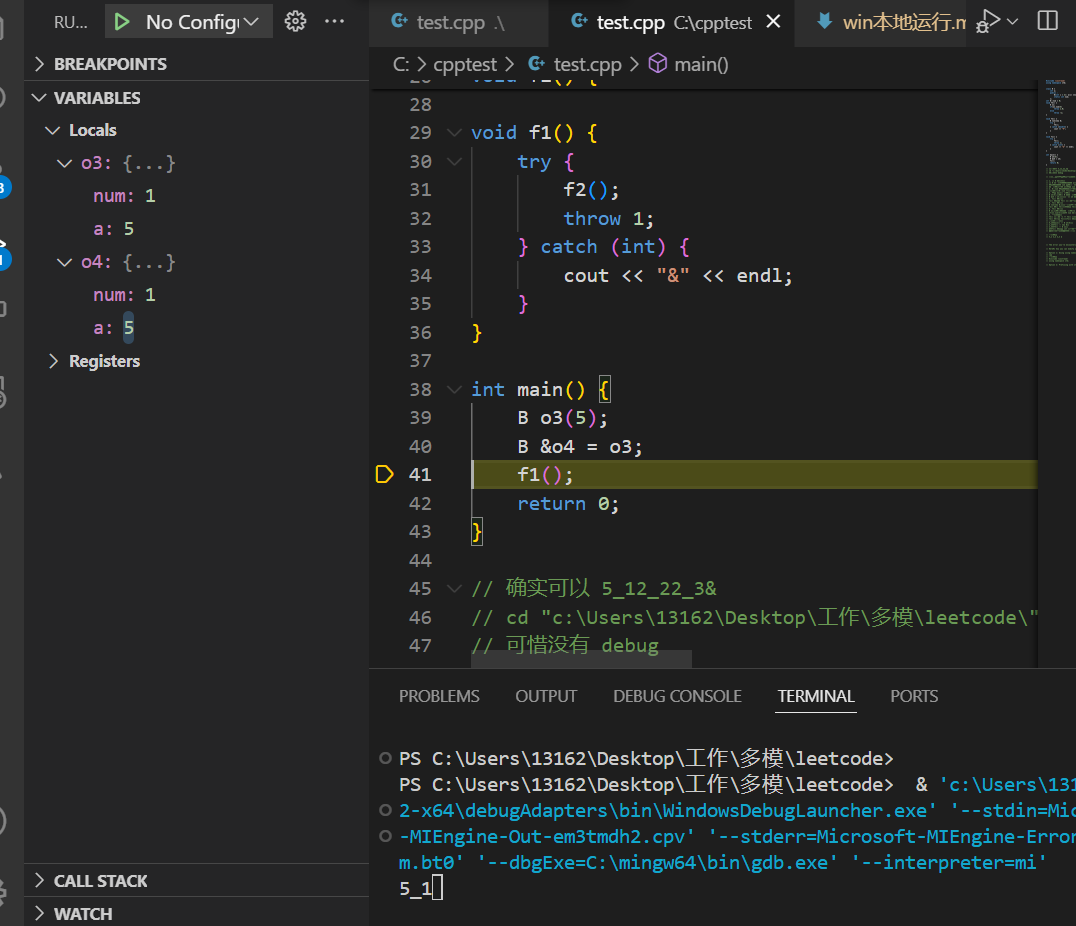 RU... No Config ...
BREAKPOINTS
VARIABLES
Locals
o3: {...}
num: 1
a: 5
o4: {...}
num: 1
a: 5
Registers
CALL STACK
WATCH
test.cpp .\ test.cpp C:\cpptest win本地运行.m
C: > cpptest > test.cpp > main()
28
29 void f1() {
30 try {
31 f2();
32 throw 1;
33 } catch (int) {
34 cout << "&" << endl;
35 }
36 }
37
38 int main() {
39 B o3(5);
40 B &o4 = o3;
41 f1();
42 return 0;
43 }
44
45 // 确实可以 5_12_22_3&
46 // cd "c:\Users\13162\Desktop\工作\多模\leetcode\"
47 // 可惜没有 debug
PROBLEMS OUTPUT DEBUG CONSOLE TERMINAL PORTS
PS C:\Users\13162\Desktop\工作\多模\leetcode>
PS C:\Users\13162\Desktop\工作\多模\leetcode> & 'c:\Users\131
2-x64\debugAdapters\bin\WindowsDebugLauncher.exe' '--stdin=Mic
-MIEngine-Out-em3tmdh2.cpv' '--stderr=Microsoft-MIEngine-Error
m.bt0' '--dbgExe=C:\mingw64\bin\gdb.exe' '--interpreter=mi'
5_1